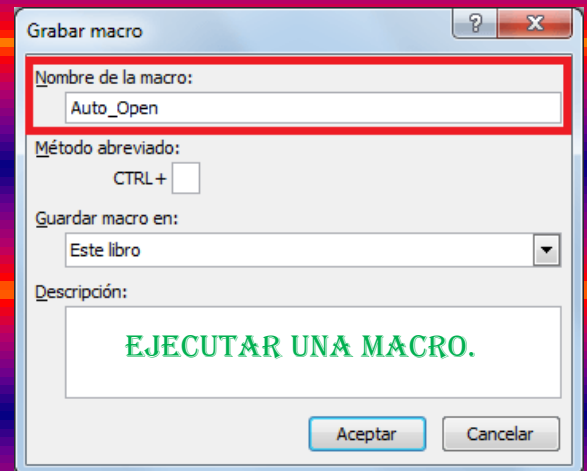 Grabar macro
Nombre de la macro:
Auto_Open
Método abreviado:
CTRL+
Guardar macro en:
Este libro
Descripción:
EJECUTAR UNA MACRO.
Aceptar Cancelar